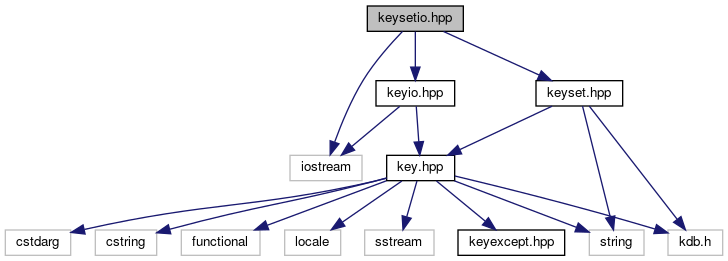 keysetio.hpp
keyio.hpp
keyset.hpp
iostream
key.hpp
cstdarg
cstring
functional
locale
sstream
keyexcept.hpp
string
kdb.h